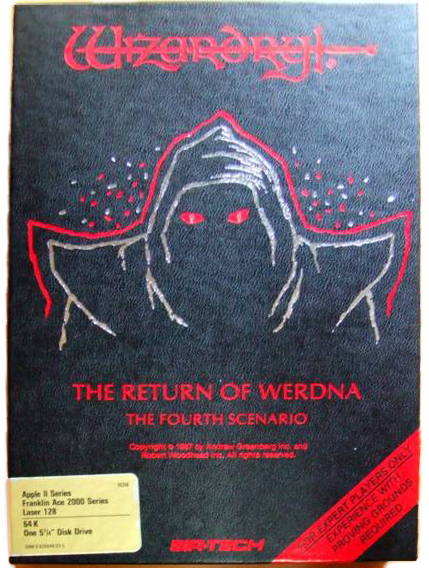 Wizardry!
THE RETURN OF WERDNA
THE FOURTH SCENARIO
Copyright © 1987 by Andrew Greenberg Inc. and
Robert Woodhead Inc. All rights reserved.
Apple II Series
Franklin Ace 2000 Series
Laser 128
64K
One 5¼" Disk Drive
SIR-TECH
FOR EXPERT PLAYERS ONLY
EXPERIENCE WITH
PROVING GROUNDS
REQUIRED